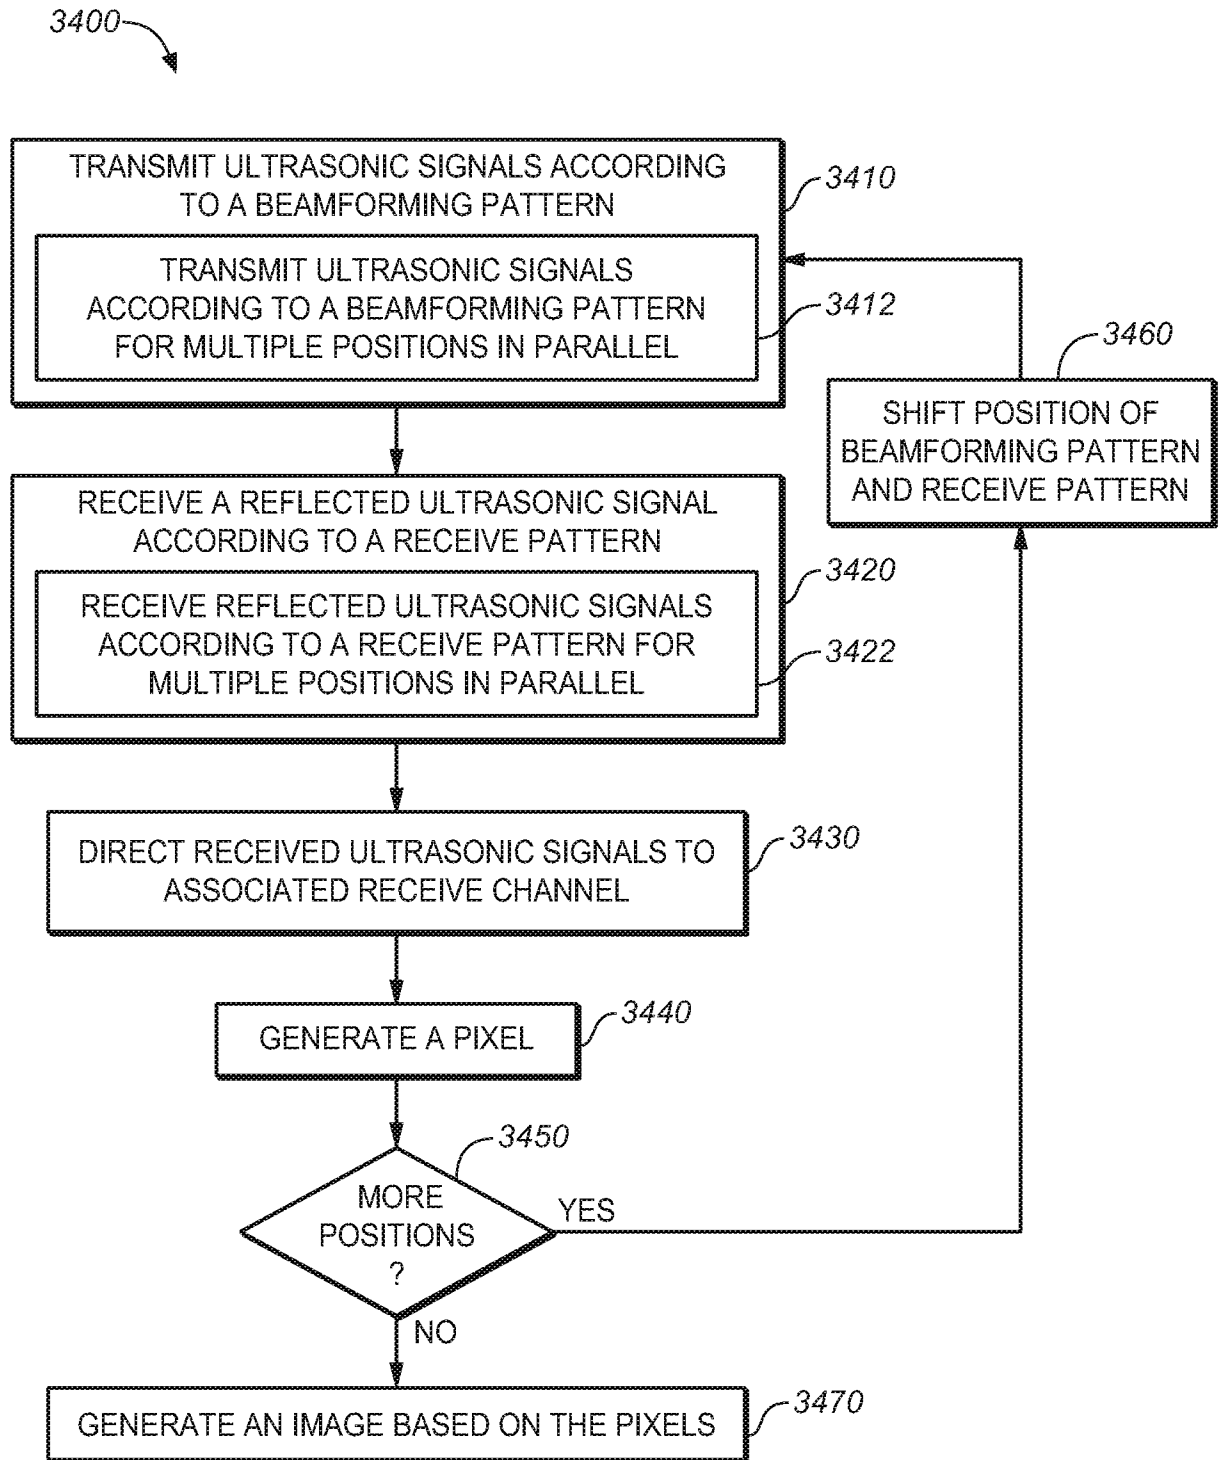 3400
TRANSMIT ULTRASONIC SIGNALS ACCORDING
TO A BEAMFORMING PATTERN
3410
TRANSMIT ULTRASONIC SIGNALS
ACCORDING TO A BEAMFORMING PATTERN
FOR MULTIPLE POSITIONS IN PARALLEL
3412
3460
SHIFT POSITION OF
BEAMFORMING PATTERN
AND RECEIVE PATTERN
RECEIVE A REFLECTED ULTRASONIC SIGNAL
ACCORDING TO A RECEIVE PATTERN
3420
RECEIVE REFLECTED ULTRASONIC SIGNALS
ACCORDING TO A RECEIVE PATTERN FOR
MULTIPLE POSITIONS IN PARALLEL
3422
DIRECT RECEIVED ULTRASONIC SIGNALS TO
ASSOCIATED RECEIVE CHANNEL
3430
GENERATE A PIXEL
3440
3450
MORE
POSITIONS
?
YES
NO
GENERATE AN IMAGE BASED ON THE PIXELS
3470